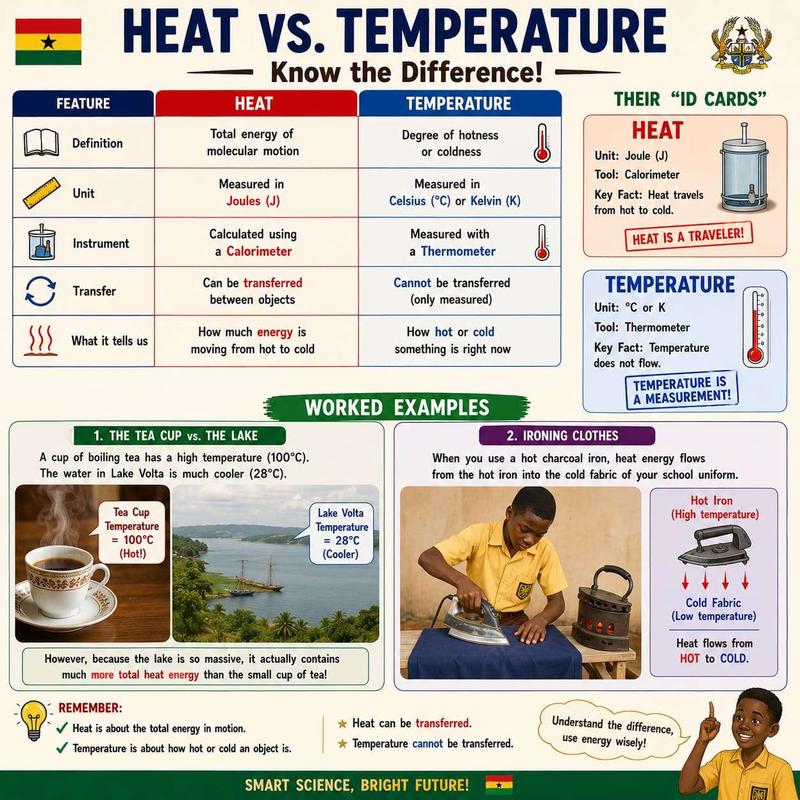 HEAT VS. TEMPERATURE
Know the Difference!
FEATURE
HEAT
TEMPERATURE
Definition
Total energy of
molecular motion
Degree of hotness
or coldness
Unit
Measured in
Joules (J)
Measured in
Celsius (°C) or Kelvin (K)
Instrument
Calculated using
a Calorimeter
Measured with
a Thermometer
Transfer
Can be transferred
between objects
Cannot be transferred
(only measured)
What it tells us
How much energy is
moving from hot to cold
How hot or cold
something is right now
THEIR “ID CARDS”
HEAT
Unit: Joule (J)
Tool: Calorimeter
Key Fact: Heat travels
from hot to cold.
HEAT IS A TRAVELER!
TEMPERATURE
Unit: °C or K
Tool: Thermometer
Key Fact: Temperature
does not flow.
TEMPERATURE IS
A MEASUREMENT!
WORKED EXAMPLES
1. THE TEA CUP vs. THE LAKE
A cup of boiling tea has a high temperature (100°C).
The water in Lake Volta is much cooler (28°C).
Tea Cup
Temperature
= 100°C
(Hot!)
Lake Volta
Temperature
= 28°C
(Cooler)
However, because the lake is so massive, it actually contains
much more total heat energy than the small cup of tea!
2. IRONING CLOTHES
When you use a hot charcoal iron, heat energy flows
from the hot iron into the cold fabric of your school uniform.
Hot Iron
(High temperature)
Cold Fabric
(Low temperature)
Heat flows from
HOT to COLD.
REMEMBER:
Heat is about the total energy in motion.
Temperature is about how hot or cold an object is.
Heat can be transferred.
Temperature cannot be transferred.
Understand the difference,
use energy wisely!
SMART SCIENCE, BRIGHT FUTURE!